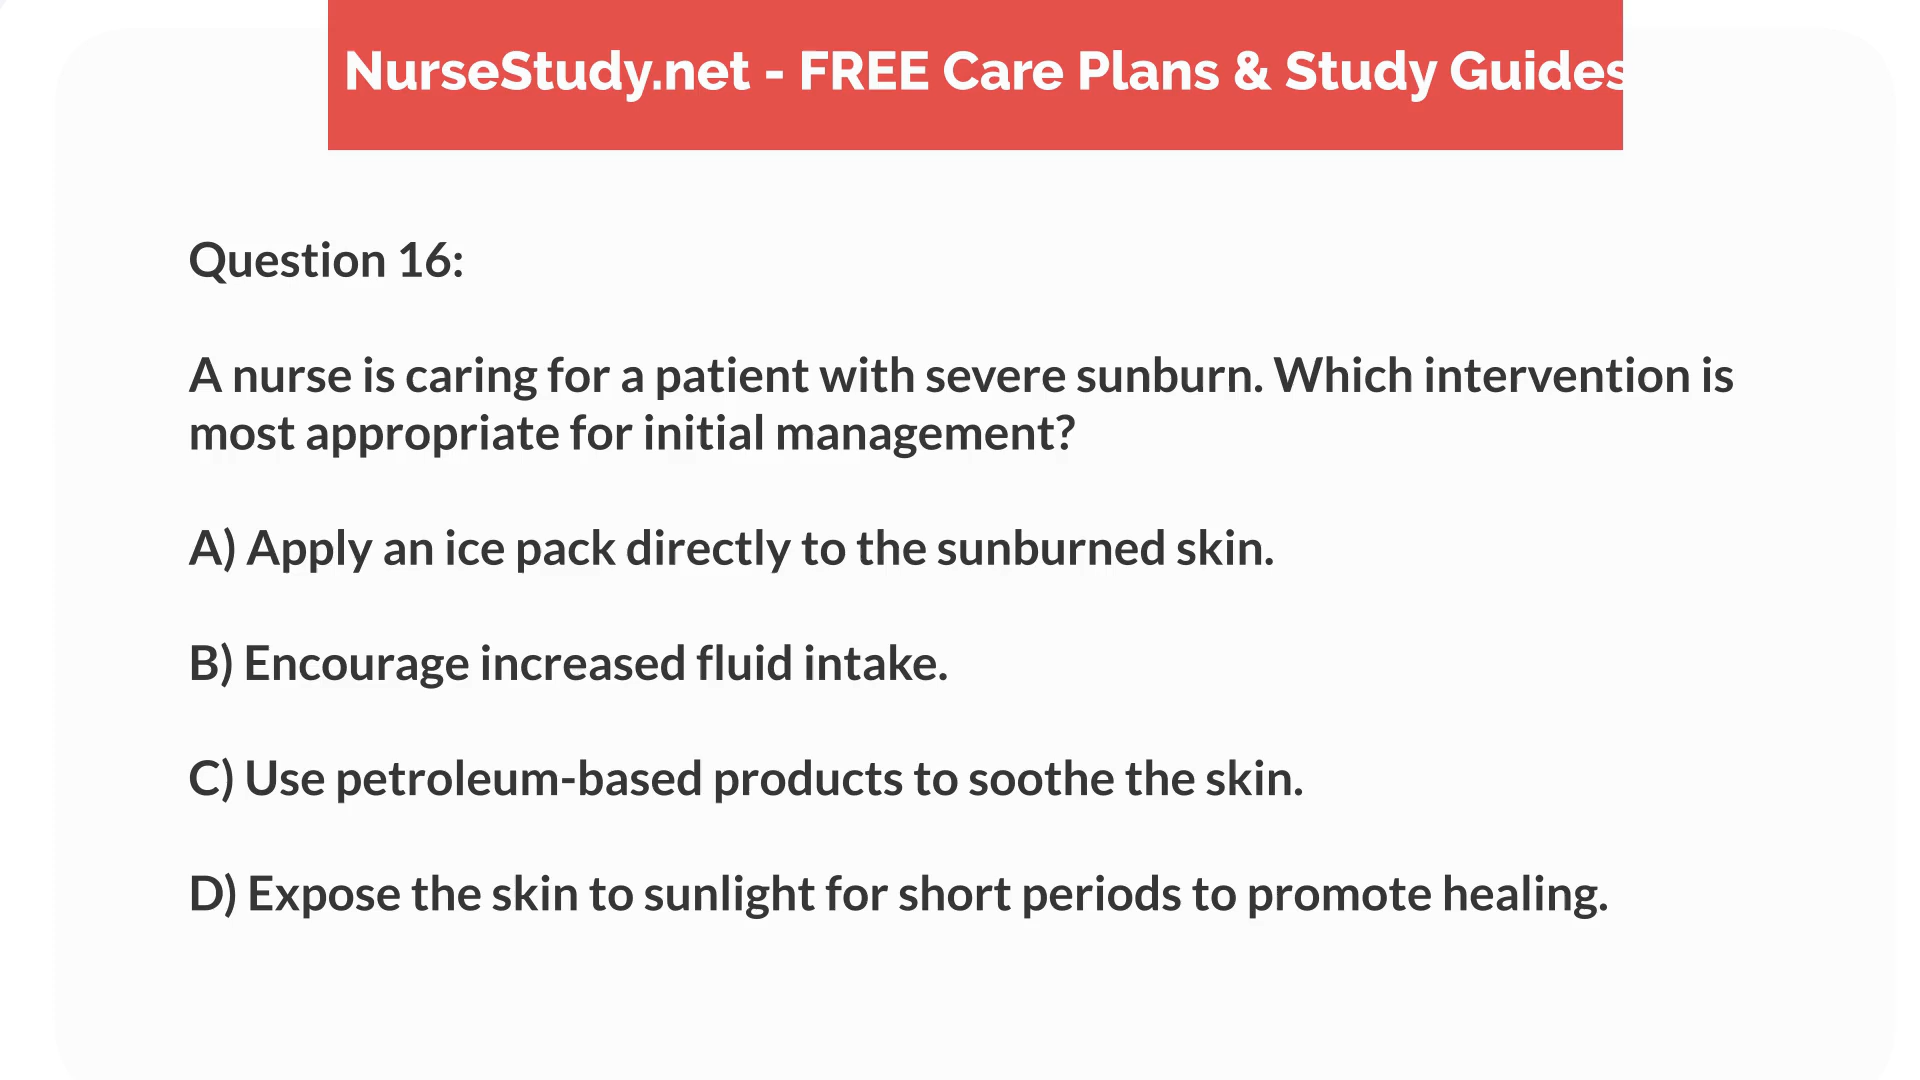 NurseStudy.net - FREE Care Plans & Study Guides
Question 16:
A nurse is caring for a patient with severe sunburn. Which intervention is
most appropriate for initial management?
A) Apply an ice pack directly to the sunburned skin.
B) Encourage increased fluid intake.
C) Use petroleum-based products to soothe the skin.
D) Expose the skin to sunlight for short periods to promote healing.